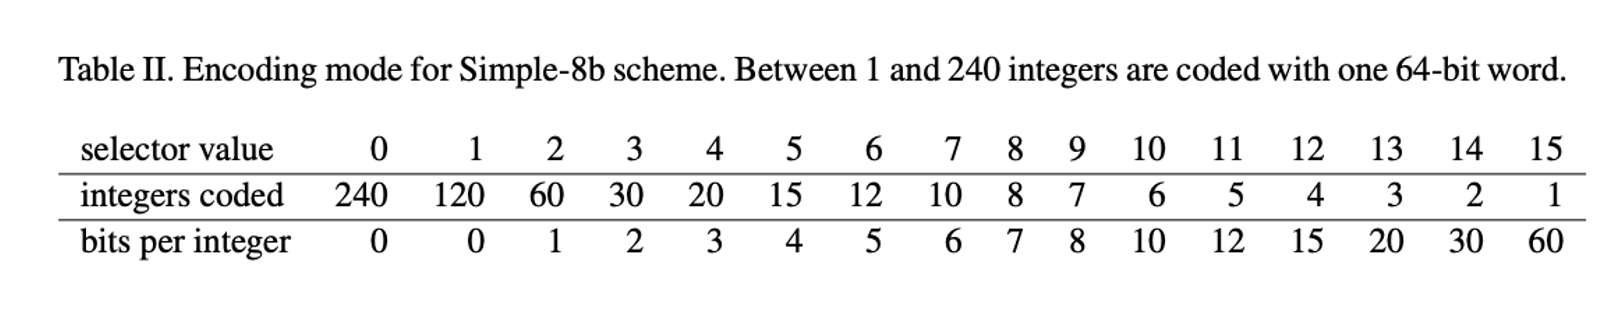 Table II. Encoding mode for Simple-8b scheme. Between 1 and 240 integers are coded with one 64-bit word.
selector value 0 1 2 3 4 5 6 7 8 9 10 11 12 13 14 15
integers coded 240 120 60 30 20 15 12 10 8 7 6 5 4 3 2 1
bits per integer 0 0 1 2 3 4 5 6 7 8 10 12 15 20 30 60